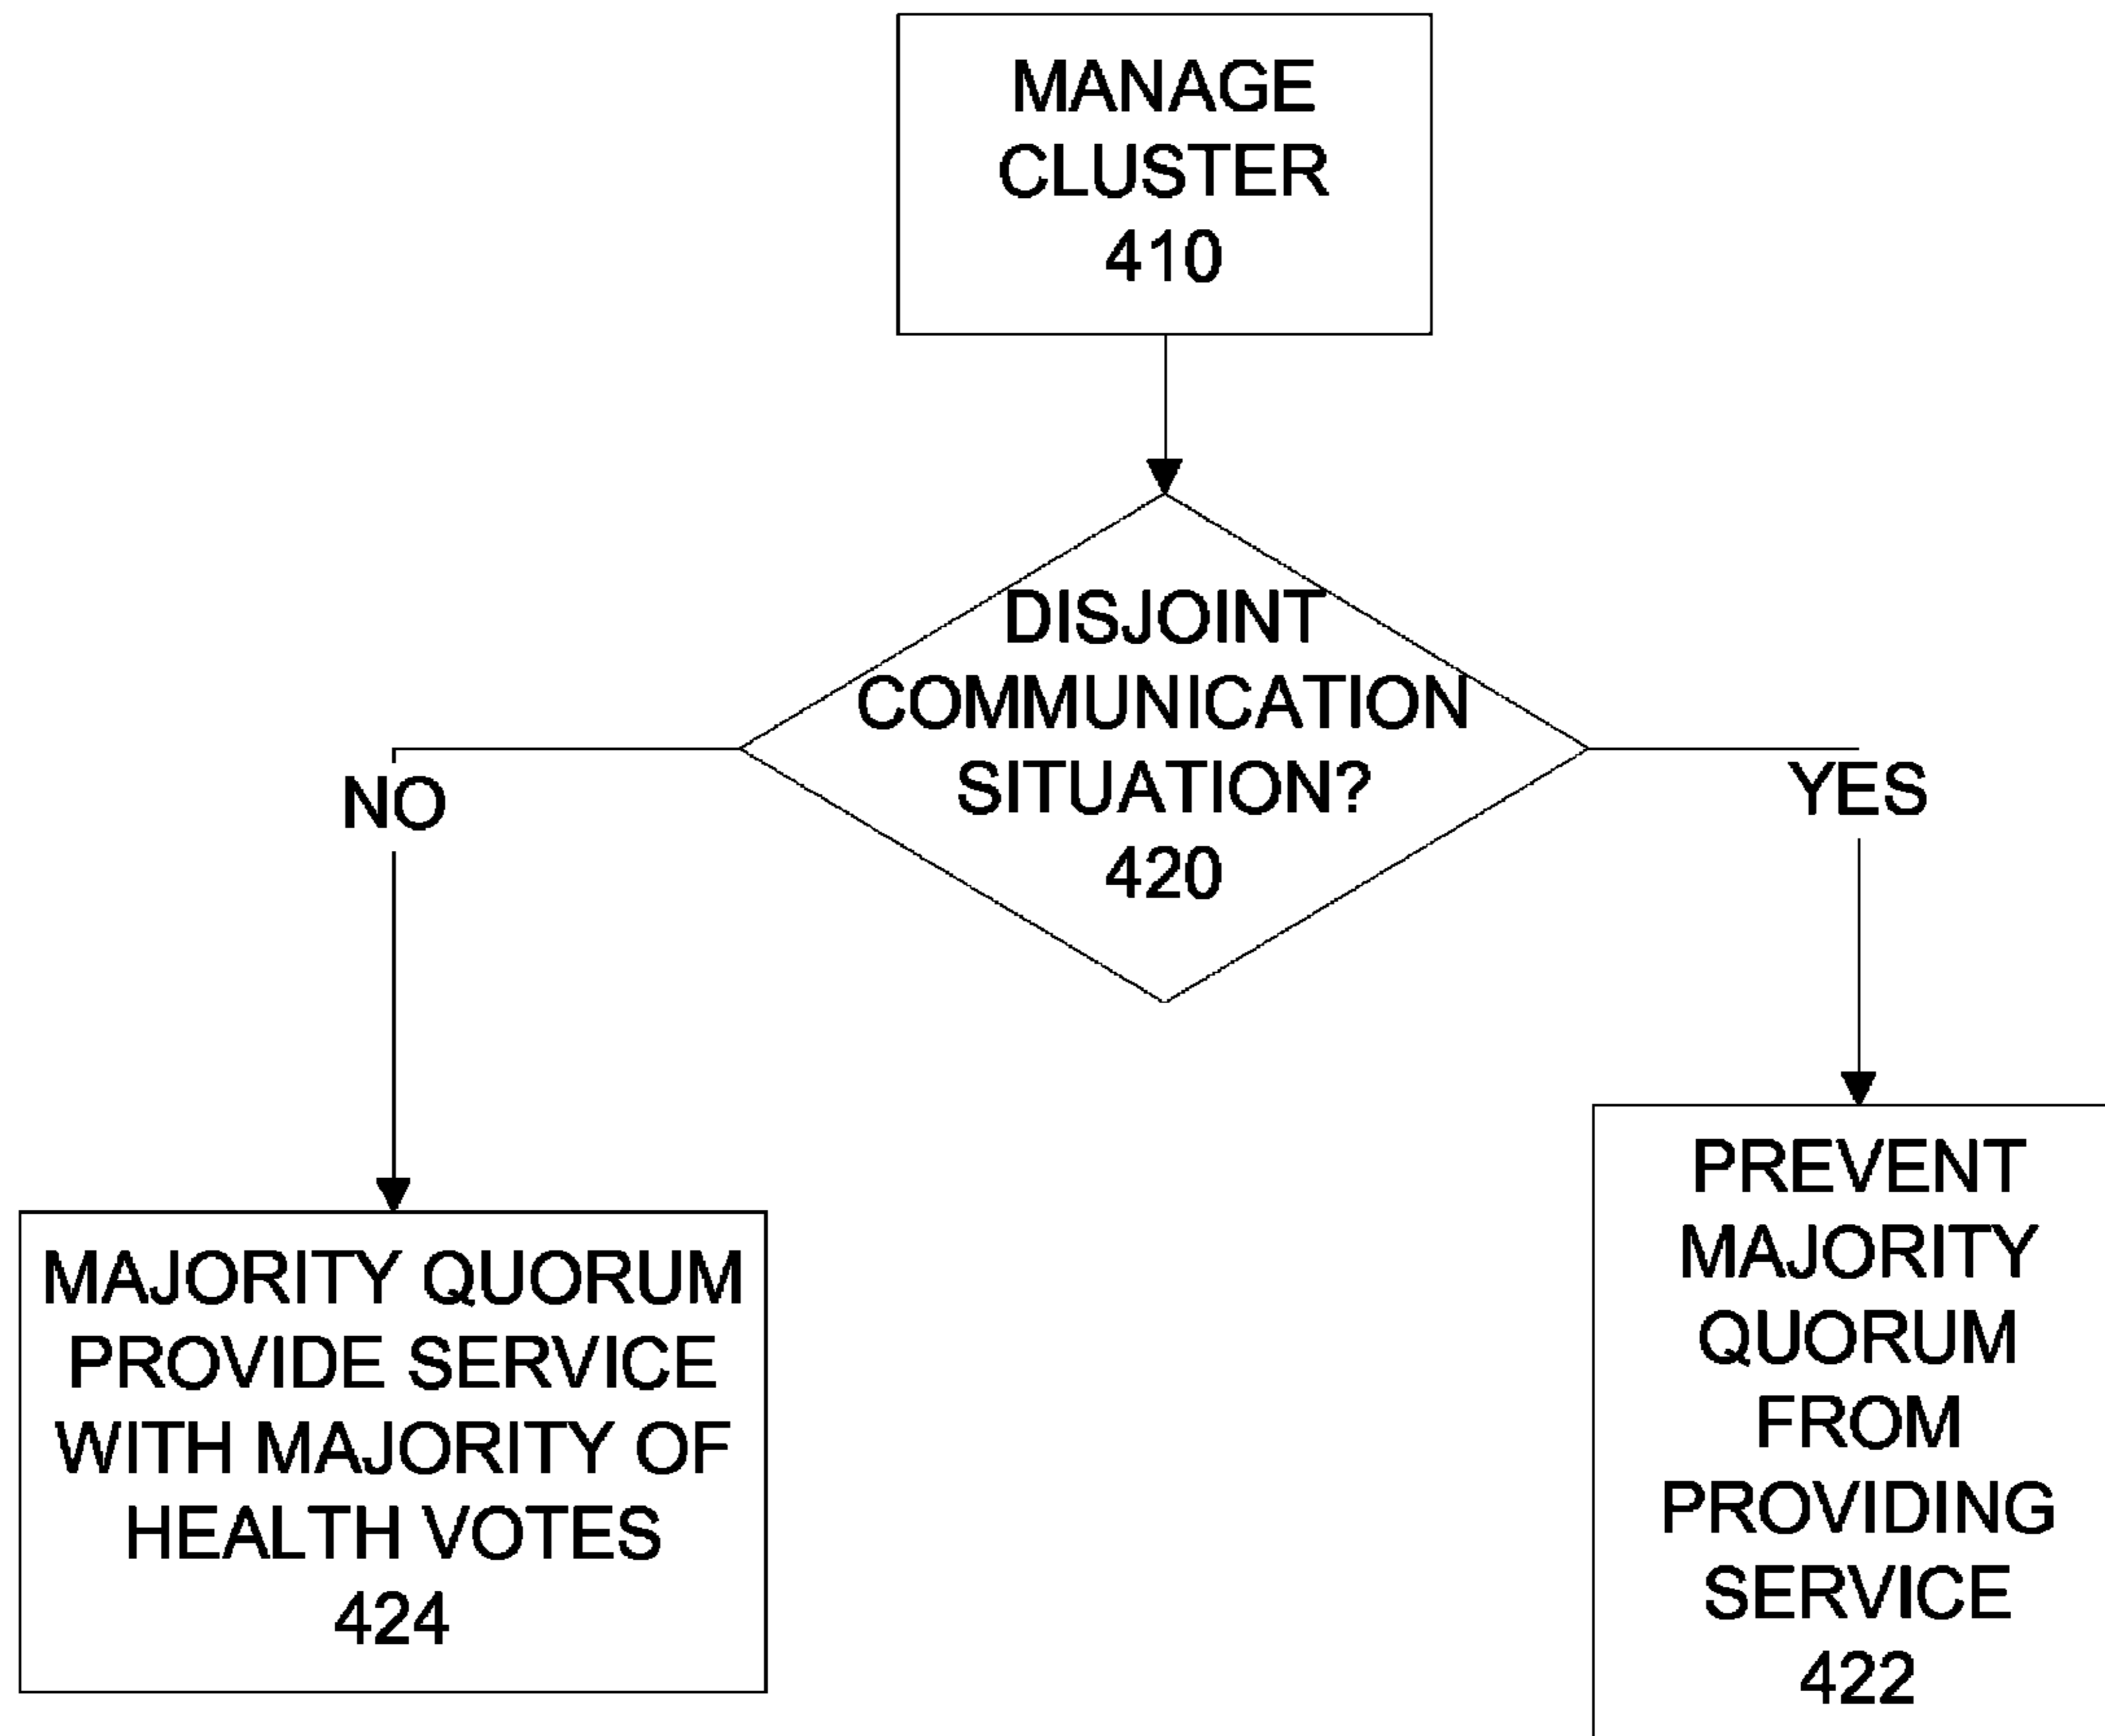 MANAGE
CLUSTER
410
DISJOINT
COMMUNICATION
SITUATION?
420
NO
YES
MAJORITY QUORUM
PROVIDE SERVICE
WITH MAJORITY OF
HEALTH VOTES
424
PREVENT
MAJORITY
QUORUM
FROM
PROVIDING
SERVICE
422